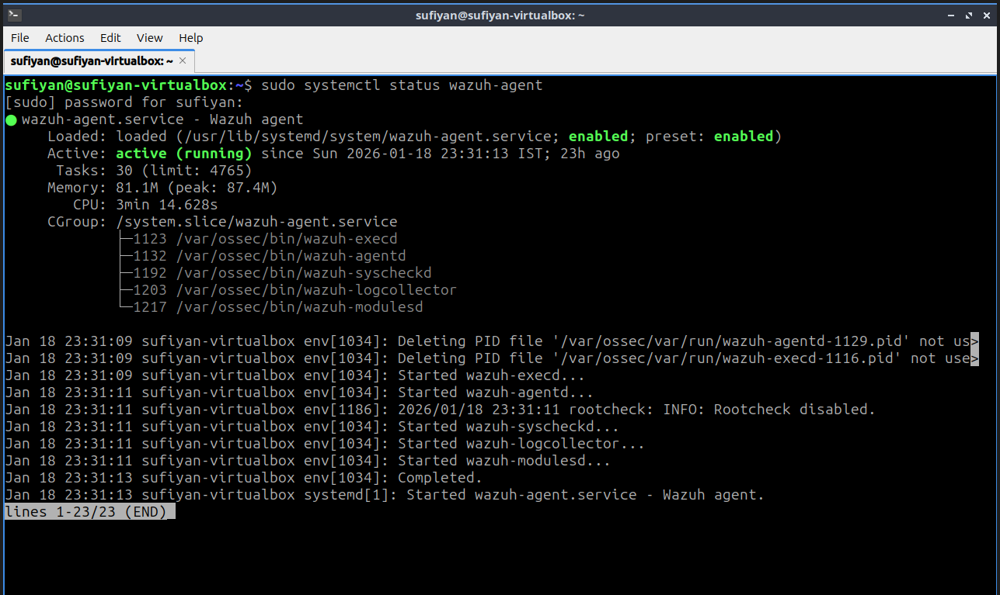 sufiyan@sufiyan-virtualbox: ~
File Actions Edit View Help
sufiyan@sufiyan-virtualbox: ~
sufiyan@sufiyan-virtualbox:~$ sudo systemctl status wazuh-agent
[sudo] password for sufiyan:
● wazuh-agent.service - Wazuh agent
     Loaded: loaded (/usr/lib/systemd/system/wazuh-agent.service; enabled; preset: enabled)
     Active: active (running) since Sun 2026-01-18 23:31:13 IST; 23h ago
      Tasks: 30 (limit: 4765)
     Memory: 81.1M (peak: 87.4M)
        CPU: 3min 14.628s
     CGroup: /system.slice/wazuh-agent.service
             ├─1123 /var/ossec/bin/wazuh-execd
             ├─1132 /var/ossec/bin/wazuh-agentd
             ├─1192 /var/ossec/bin/wazuh-syscheckd
             ├─1203 /var/ossec/bin/wazuh-logcollector
             └─1217 /var/ossec/bin/wazuh-modulesd
Jan 18 23:31:09 sufiyan-virtualbox env[1034]: Deleting PID file '/var/ossec/var/run/wazuh-agentd-1129.pid' not us>
Jan 18 23:31:09 sufiyan-virtualbox env[1034]: Deleting PID file '/var/ossec/var/run/wazuh-execd-1116.pid' not use>
Jan 18 23:31:09 sufiyan-virtualbox env[1034]: Started wazuh-execd...
Jan 18 23:31:11 sufiyan-virtualbox env[1034]: Started wazuh-agentd...
Jan 18 23:31:11 sufiyan-virtualbox env[1186]: 2026/01/18 23:31:11 rootcheck: INFO: Rootcheck disabled.
Jan 18 23:31:11 sufiyan-virtualbox env[1034]: Started wazuh-syscheckd...
Jan 18 23:31:11 sufiyan-virtualbox env[1034]: Started wazuh-logcollector...
Jan 18 23:31:11 sufiyan-virtualbox env[1034]: Started wazuh-modulesd...
Jan 18 23:31:13 sufiyan-virtualbox env[1034]: Completed.
Jan 18 23:31:13 sufiyan-virtualbox systemd[1]: Started wazuh-agent.service - Wazuh agent.
lines 1-23/23 (END)